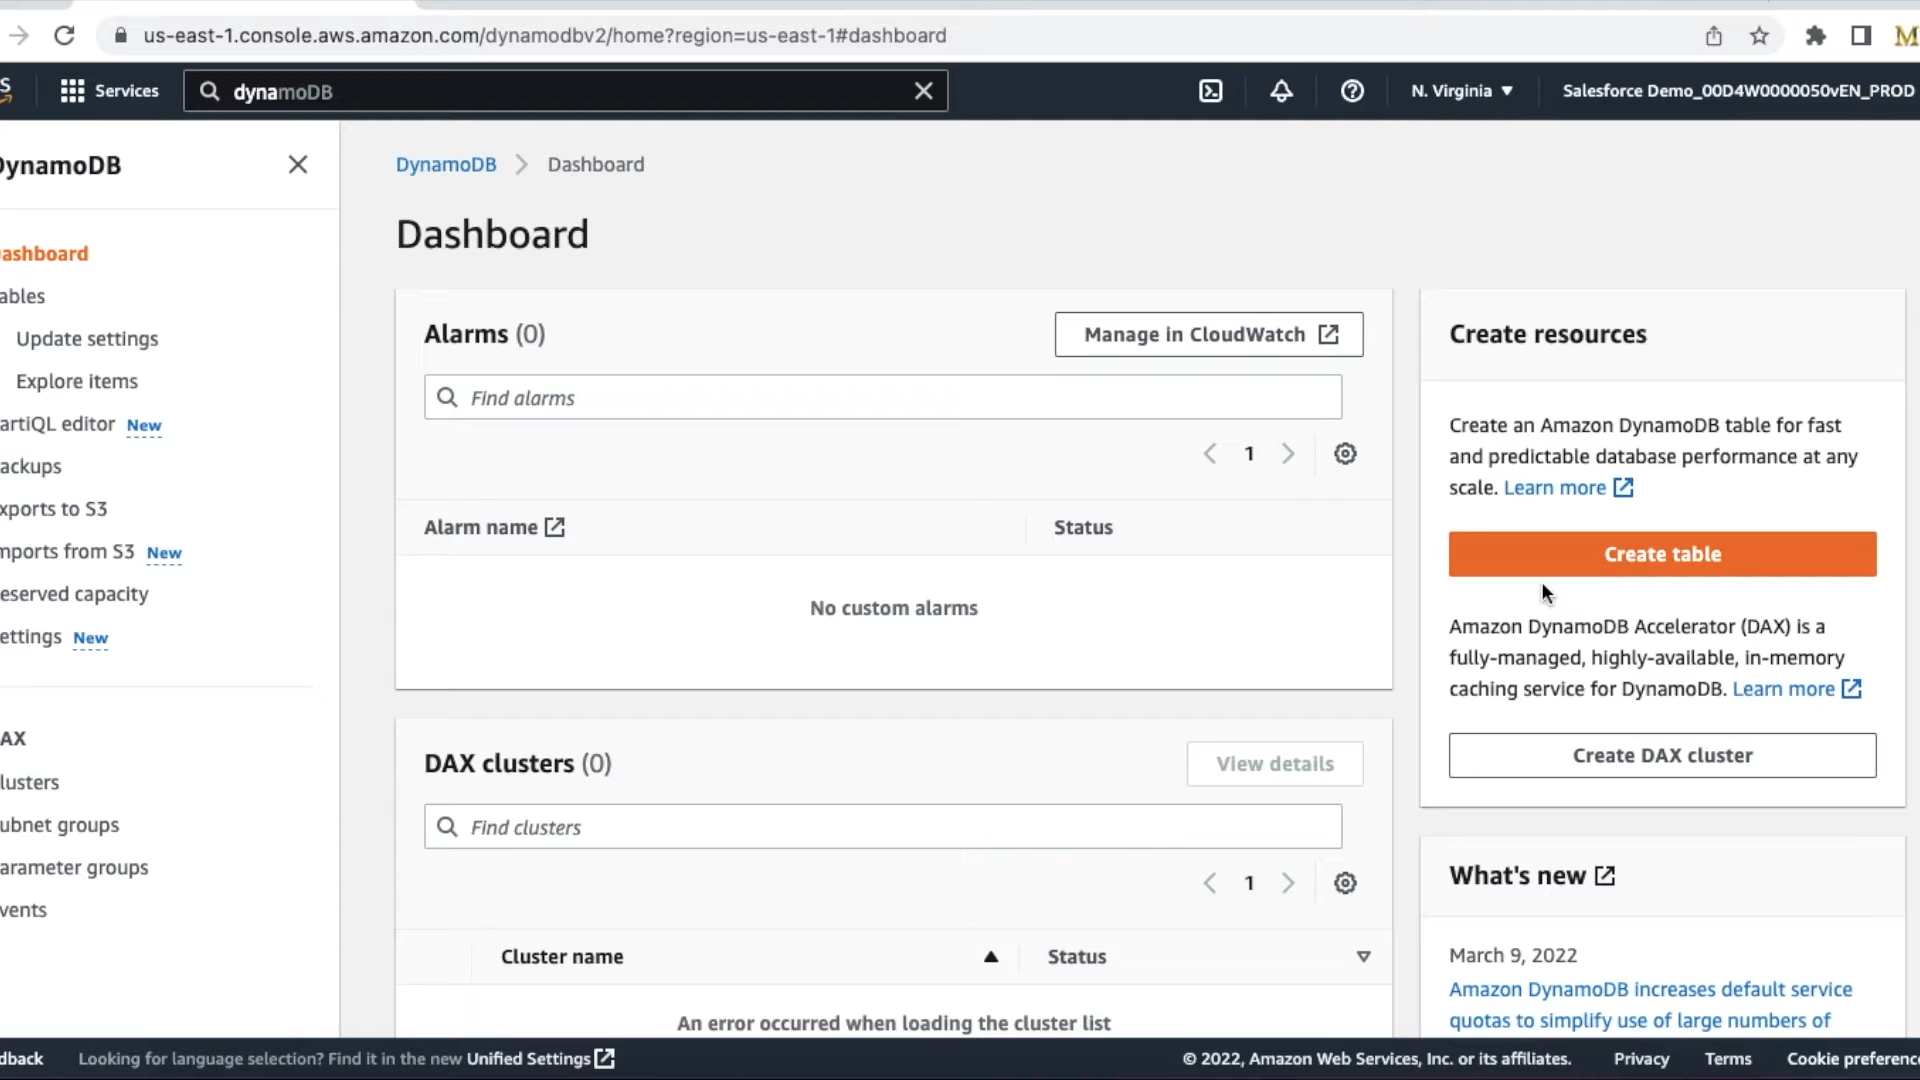 us-east-1.console.aws.amazon.com/dynamodbv2/home?region=us-east-1#dashboard
M
s
Services
dynamoDB
N. Virginia ▼
Salesforce Demo_00D4W0000050vEN_PROD
DynamoDB
ashboard
ables
Update settings
Explore items
artiQL editor New
ackups
xports to S3
mports from S3 New
eserved capacity
ettings New
AX
lusters
ubnet groups
arameter groups
vents
DynamoDB > Dashboard
Dashboard
Alarms (0)
Manage in CloudWatch
Find alarms
1
Alarm name
Status
No custom alarms
DAX clusters (0)
View details
Find clusters
1
Cluster name
Status
An error occurred when loading the cluster list
Create resources
Create an Amazon DynamoDB table for fast
and predictable database performance at any
scale. Learn more
Create table
Amazon DynamoDB Accelerator (DAX) is a
fully-managed, highly-available, in-memory
caching service for DynamoDB. Learn more
Create DAX cluster
What's new
March 9, 2022
Amazon DynamoDB increases default service
quotas to simplify use of large numbers of
dback
Looking for language selection? Find it in the new Unified Settings
© 2022, Amazon Web Services, Inc. or its affiliates.
Privacy
Terms
Cookie preference